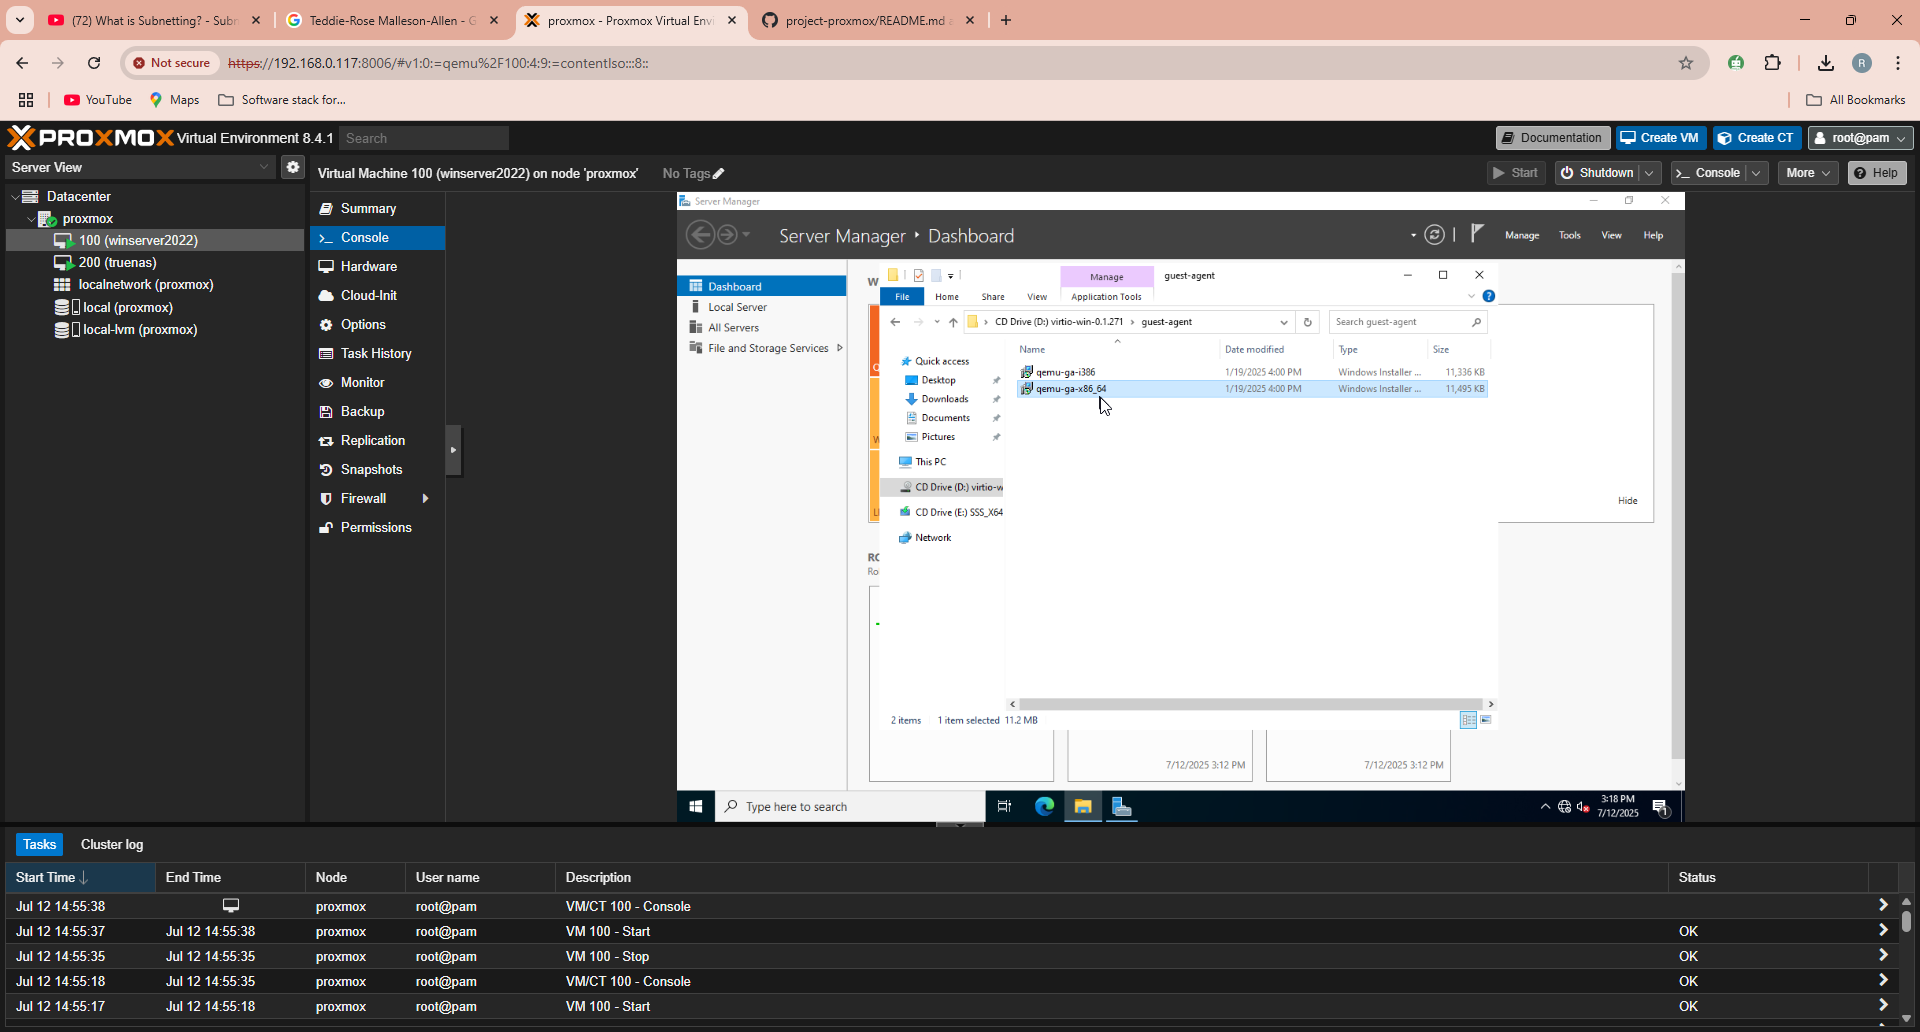 (72) What is Subnetting? - Subn
Teddie-Rose Malleson-Allen - G
proxmox - Proxmox Virtual Envi
project-proxmox/README.md a
Not secure
https://192.168.0.117:8006/#v1:0:=qemu%2F100:4:9:=contentIso:::8::
R
YouTube
Maps
Software stack for...
All Bookmarks
PROXMOX Virtual Environment 8.4.1
Search
Documentation
Create VM
Create CT
root@pam
Server View
Virtual Machine 100 (winserver2022) on node 'proxmox'
No Tags
Start
Shutdown
Console
More
Help
Datacenter
proxmox
100 (winserver2022)
200 (truenas)
localnetwork (proxmox)
local (proxmox)
local-lvm (proxmox)
Summary
Console
Hardware
Cloud-Init
Options
Task History
Monitor
Backup
Replication
Snapshots
Firewall
Permissions
Server Manager
Server Manager
Dashboard
Manage
Tools
View
Help
Dashboard
Local Server
All Servers
File and Storage Services
Manage
guest-agent
File
Home
Share
View
Application Tools
CD Drive (D:) virtio-win-0.1.271 › guest-agent
Search guest-agent
Name
Date modified
Type
Size
qemu-ga-i386
1/19/2025 4:00 PM
Windows Installer ...
11,336 KB
qemu-ga-x86_64
1/19/2025 4:00 PM
Windows Installer ...
11,495 KB
Quick access
Desktop
Downloads
Documents
Pictures
This PC
CD Drive (D:) virtio-w
CD Drive (E:) SSS_X64
Network
Hide
2 items
1 item selected 11.2 MB
7/12/2025 3:12 PM
7/12/2025 3:12 PM
Type here to search
3:18 PM
7/12/2025
1
Tasks
Cluster log
Start Time
End Time
Node
User name
Description
Status
Jul 12 14:55:38
proxmox
root@pam
VM/CT 100 - Console
Jul 12 14:55:37
Jul 12 14:55:38
proxmox
root@pam
VM 100 - Start
OK
Jul 12 14:55:35
Jul 12 14:55:35
proxmox
root@pam
VM 100 - Stop
OK
Jul 12 14:55:18
Jul 12 14:55:35
proxmox
root@pam
VM/CT 100 - Console
OK
Jul 12 14:55:17
Jul 12 14:55:18
proxmox
root@pam
VM 100 - Start
OK